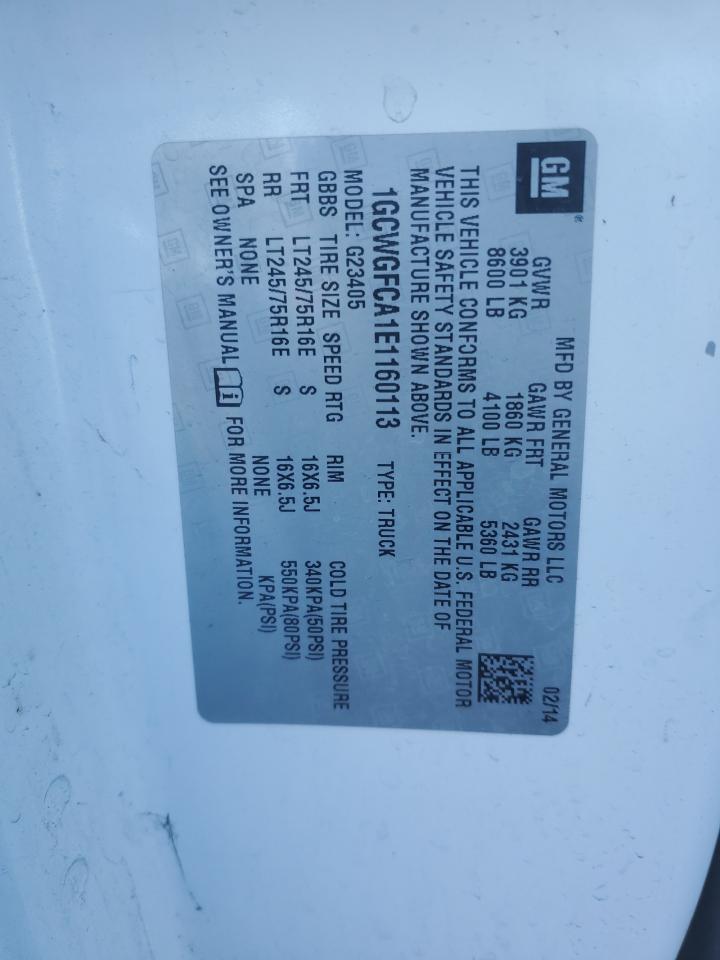 GM®
MFD BY GENERAL MOTORS LLC 02/14
GVWR GAWR FRT GAWR RR
3901 KG 1860 KG 2431 KG
8600 LB 4100 LB 5360 LB
THIS VEHICLE CONFORMS TO ALL APPLICABLE U.S. FEDERAL MOTOR
VEHICLE SAFETY STANDARDS IN EFFECT ON THE DATE OF
MANUFACTURE SHOWN ABOVE.
1GCWGFCA1E1160113 TYPE: TRUCK
MODEL: G23405
GBBS TIRE SIZE SPEED RTG RIM COLD TIRE PRESSURE
FRT LT245/75R16E S 16X6.5J 340KPA(50PSI)
RR LT245/75R16E S 16X6.5J 550KPA(80PSI)
SPA NONE NONE KPA(PSI)
SEE OWNER'S MANUAL i FOR MORE INFORMATION.